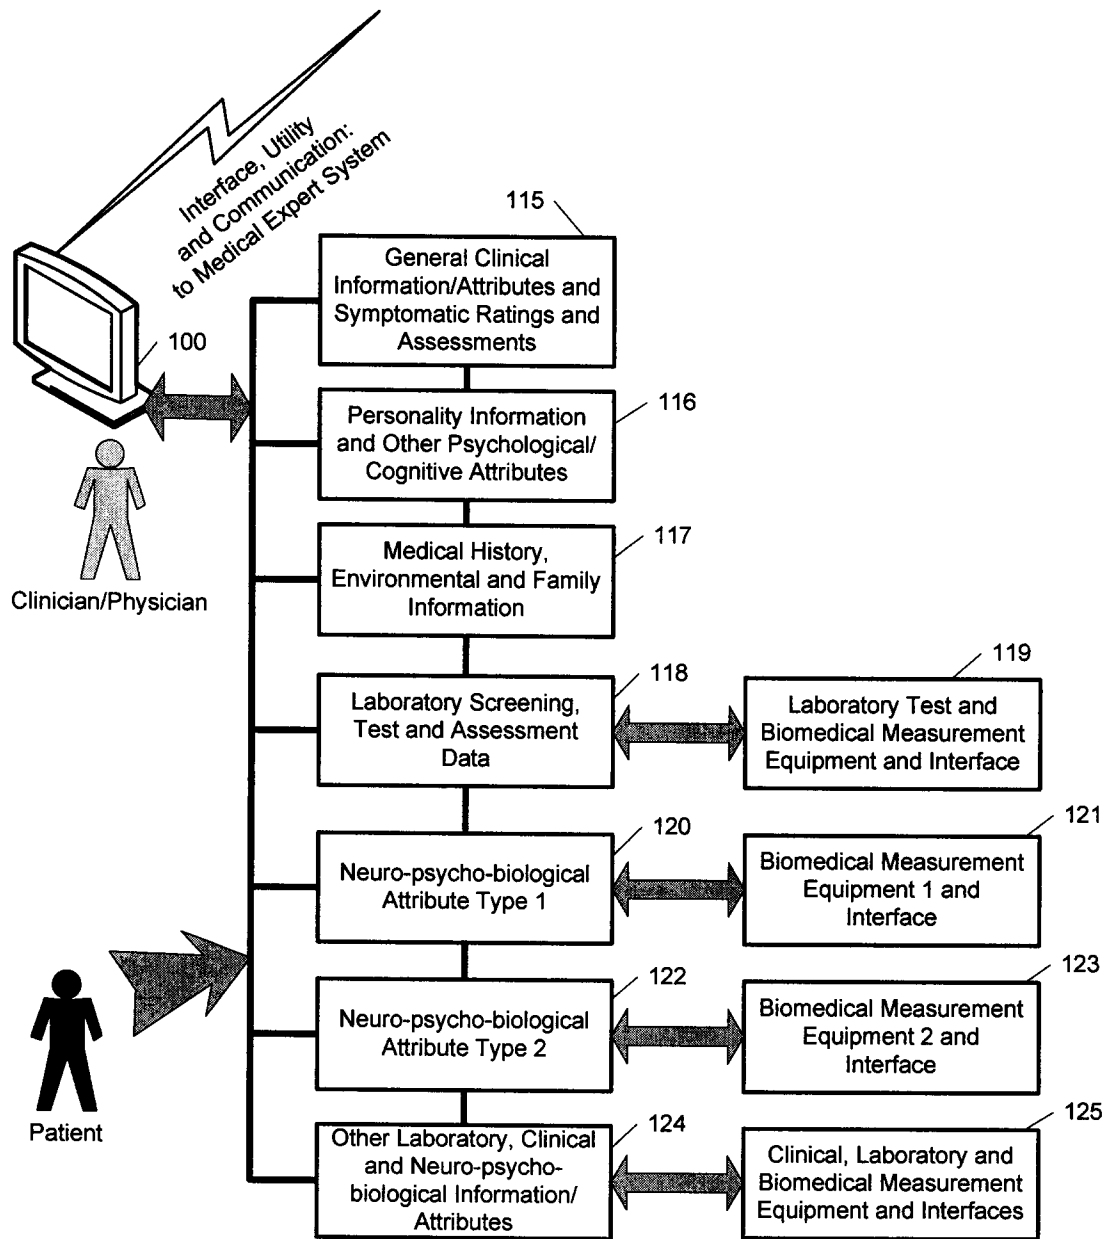 Interface, Utility
and Communication:
to Medical Expert System
100
115
General Clinical
Information/Attributes and
Symptomatic Ratings and
Assessments
116
Personality Information
and Other Psychological/
Cognitive Attributes
Clinician/Physician
117
Medical History,
Environmental and Family
Information
118
Laboratory Screening,
Test and Assessment
Data
119
Laboratory Test and
Biomedical Measurement
Equipment and Interface
120
Neuro-psycho-biological
Attribute Type 1
121
Biomedical Measurement
Equipment 1 and
Interface
122
Neuro-psycho-biological
Attribute Type 2
123
Biomedical Measurement
Equipment 2 and
Interface
Patient
124
Other Laboratory, Clinical
and Neuro-psycho-
biological Information/
Attributes
125
Clinical, Laboratory and
Biomedical Measurement
Equipment and Interfaces